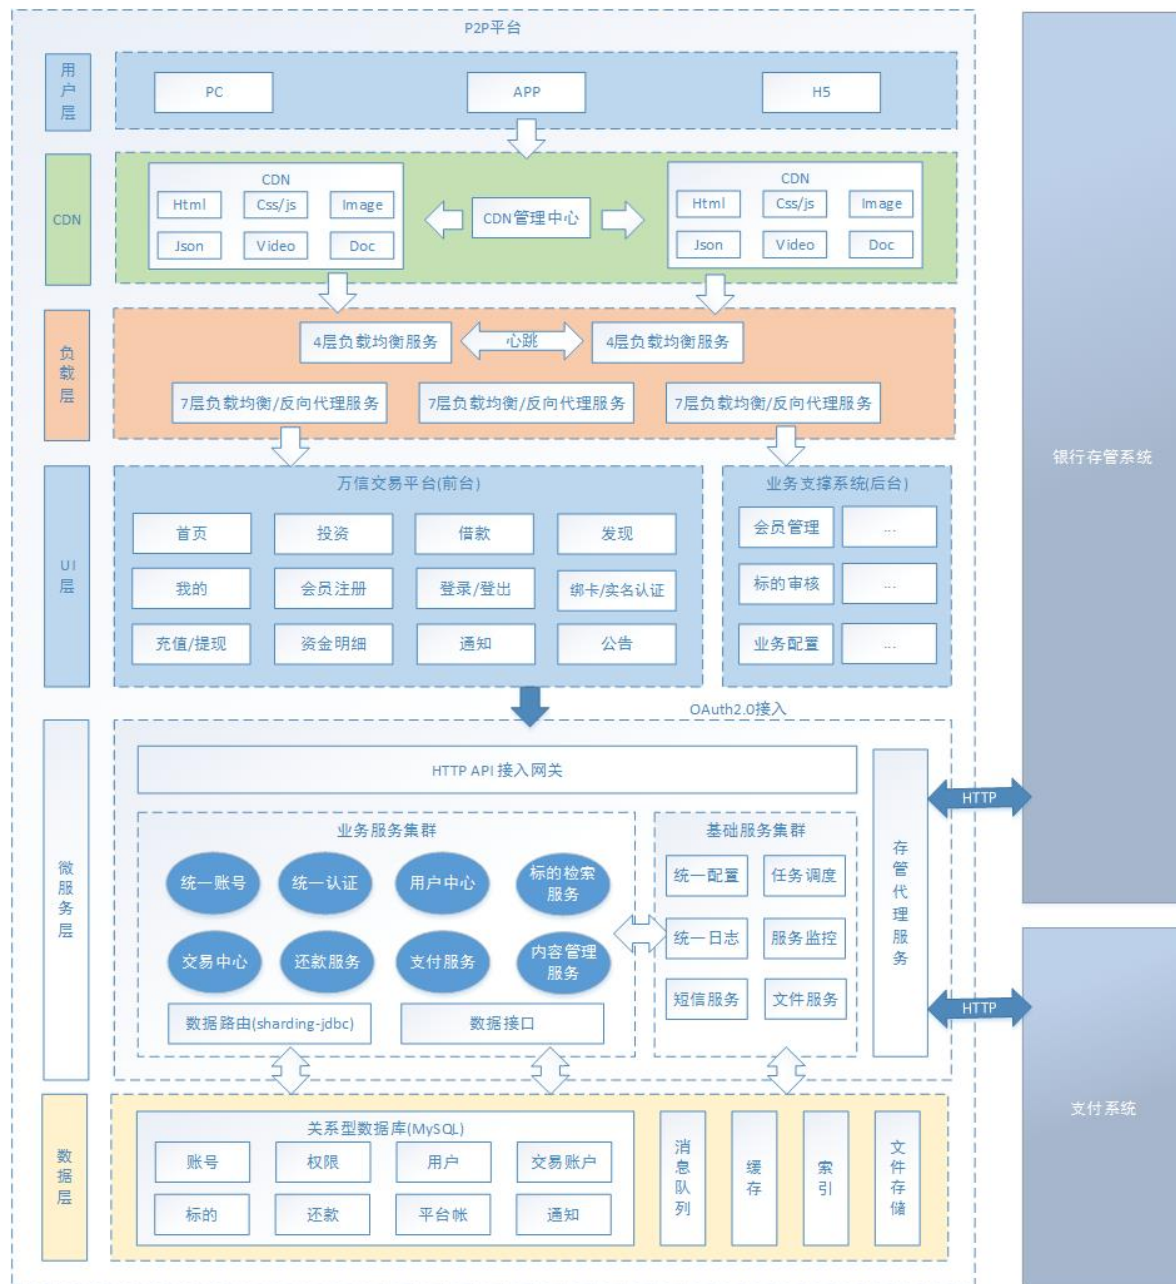 P2P平台
用户层
PC
APP
H5
CDN
CDN
Html
Css/js
Image
Json
Video
Doc
CDN管理中心
CDN
Html
Css/js
Image
Json
Video
Doc
负载层
4层负载均衡服务
心跳
4层负载均衡服务
7层负载均衡/反向代理服务
7层负载均衡/反向代理服务
7层负载均衡/反向代理服务
UI层
万信交易平台(前台)
首页
投资
借款
发现
我的
会员注册
登录/登出
绑卡/实名认证
充值/提现
资金明细
通知
公告
业务支撑系统(后台)
会员管理
...
标的审核
...
业务配置
...
OAuth2.0接入
微服务层
HTTP API 接入网关
业务服务集群
统一账号
统一认证
用户中心
标的检索
服务
交易中心
还款服务
支付服务
内容管理
服务
数据路由(sharding-jdbc)
数据接口
基础服务集群
统一配置
任务调度
统一日志
服务监控
短信服务
文件服务
存管代理服务
HTTP
HTTP
银行存管系统
支付系统
数据层
关系型数据库(MySQL)
账号
权限
用户
交易账户
标的
还款
平台帐
通知
消息队列
缓存
索引
文件存储